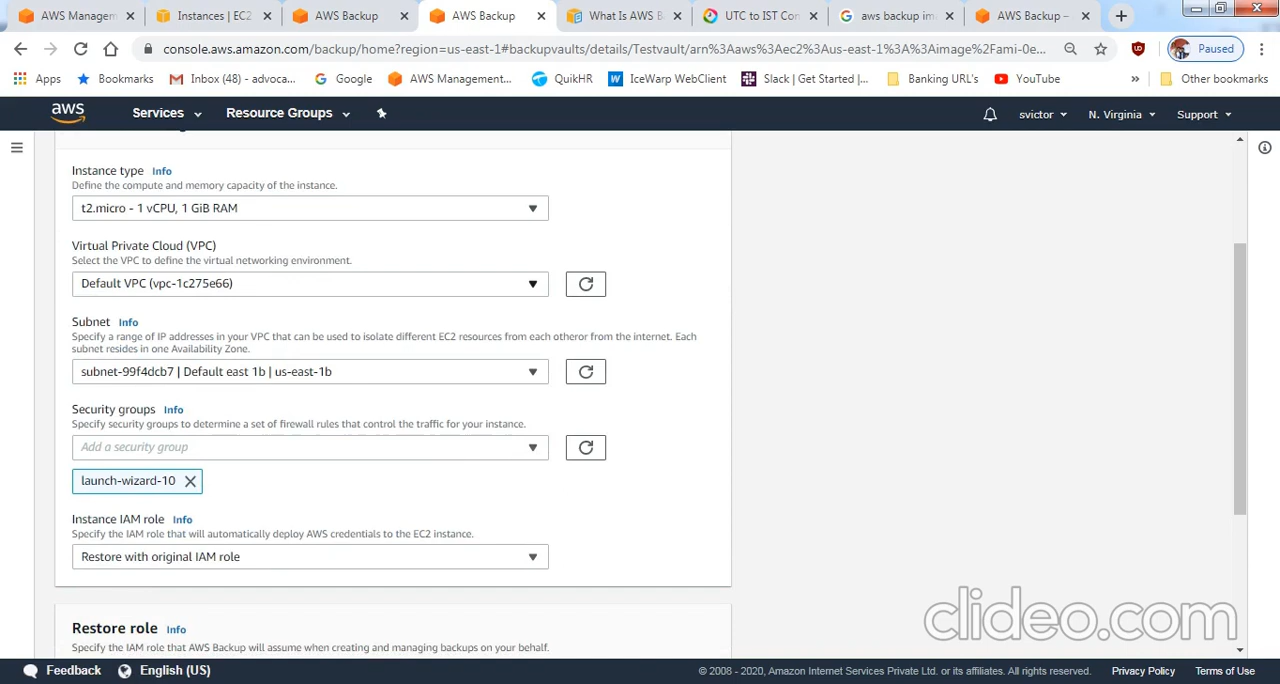 AWS Managem
Instances | EC2
AWS Backup
AWS Backup
What Is AWS B
UTC to IST Con
aws backup im
AWS Backup –
console.aws.amazon.com/backup/home?region=us-east-1#backupvaults/details/Testvault/arn%3Aaws%3Aec2%3Aus-east-1%3A%3Aimage%2Fami-0e...
Paused
Apps
Bookmarks
Inbox (48) - advoca...
Google
AWS Management...
QuikHR
IceWarp WebClient
Slack | Get Started |...
Banking URL's
YouTube
»
Other bookmarks
aws
Services
Resource Groups
svictor
N. Virginia
Support
Instance type Info
Define the compute and memory capacity of the instance.
t2.micro - 1 vCPU, 1 GiB RAM
Virtual Private Cloud (VPC)
Select the VPC to define the virtual networking environment.
Default VPC (vpc-1c275e66)
Subnet Info
Specify a range of IP addresses in your VPC that can be used to isolate different EC2 resources from each otheror from the internet. Each
subnet resides in one Availability Zone.
subnet-99f4dcb7 | Default east 1b | us-east-1b
Security groups Info
Specify security groups to determine a set of firewall rules that control the traffic for your instance.
Add a security group
launch-wizard-10
Instance IAM role Info
Specify the IAM role that will automatically deploy AWS credentials to the EC2 instance.
Restore with original IAM role
Restore role Info
Specify the IAM role that AWS Backup will assume when creating and managing backups on your behalf.
clideo.com
Feedback
English (US)
© 2008 - 2020, Amazon Internet Services Private Ltd. or its affiliates. All rights reserved.
Privacy Policy
Terms of Use